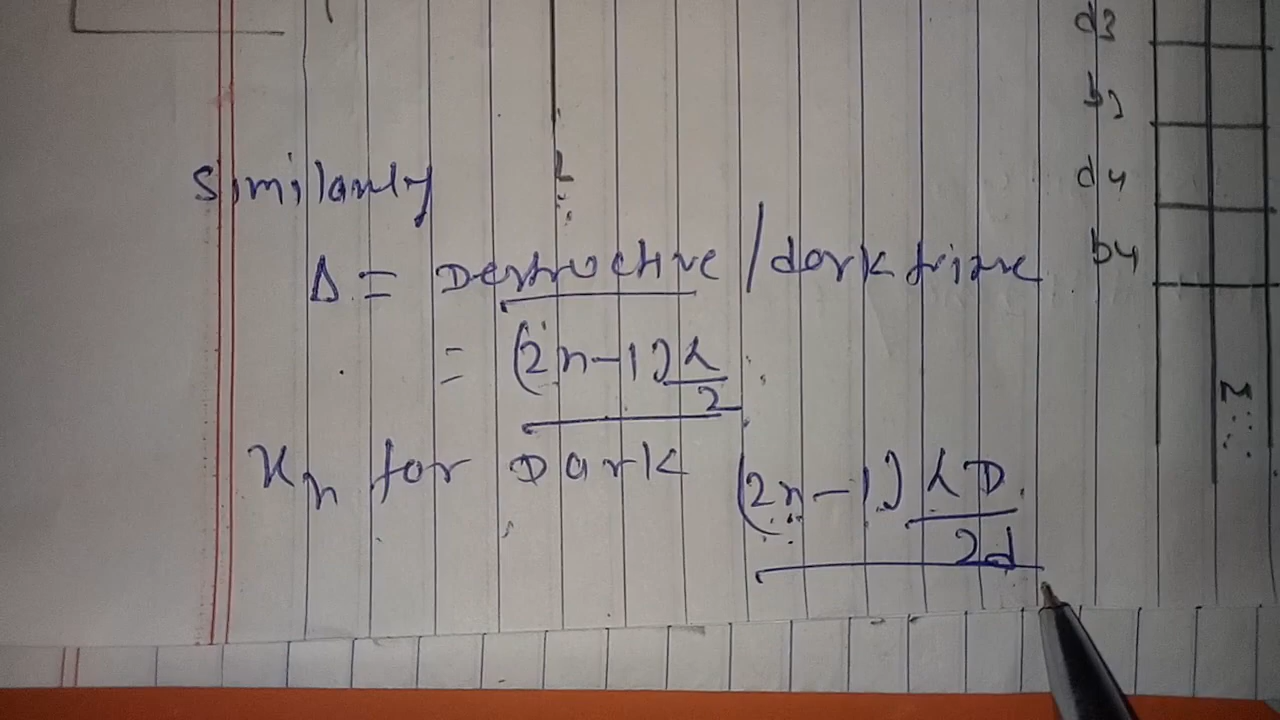 Similarly
Δ = Destructive / dark fringe
= (2n-1) λ/2
xn for Dark (2n-1) λD/2d
d3
b3
d4
b4